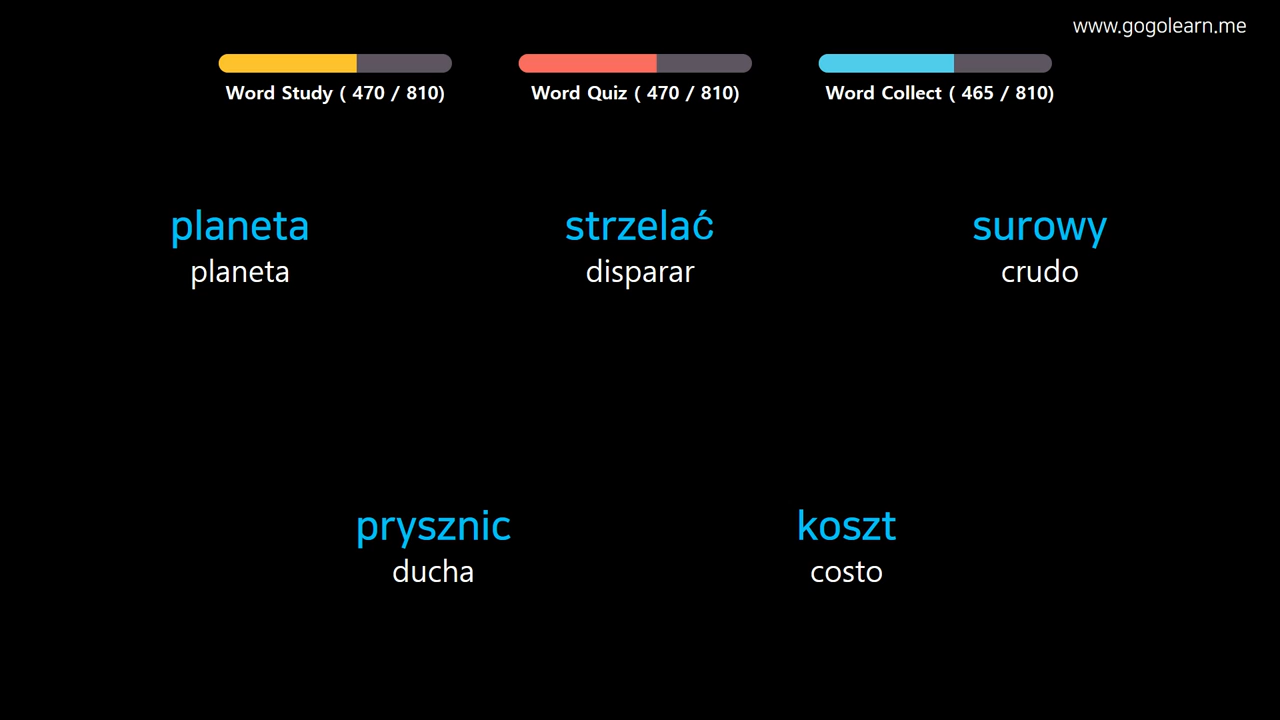 www.gogolearn.me
Word Study ( 470 / 810)
Word Quiz ( 470 / 810)
Word Collect ( 465 / 810)
planeta
planeta
strzelać
disparar
surowy
crudo
prysznic
ducha
koszt
costo